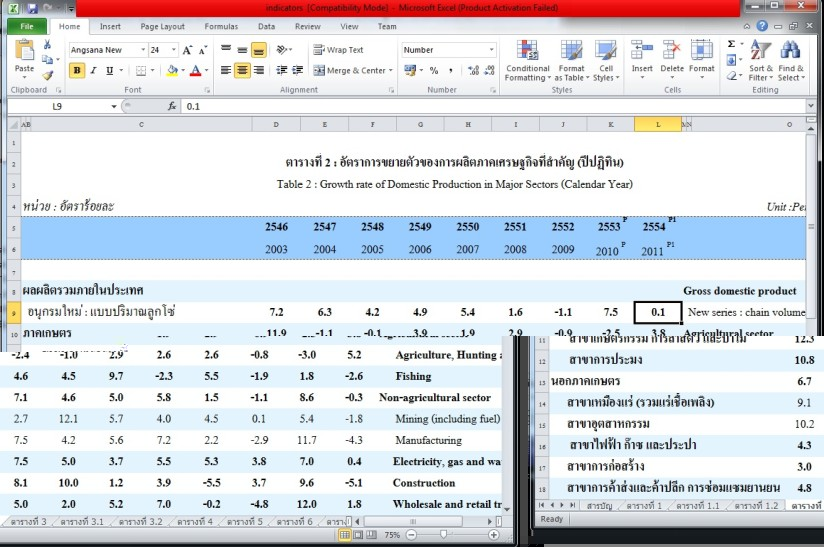 indicators [Compatibility Mode] - Microsoft Excel (Product Activation Failed)
File Home Insert Page Layout Formulas Data Review View Team
Paste Angsana New 24 Wrap Text Number Conditional Formatting Format as Table Cell Styles Insert Delete Format Sort & Filter Find & Select
B I U Merge & Center
Clipboard Font Alignment Number Styles Cells Editing
L9 fx 0.1
A B C D E F G H I J K L O
ตารางที่ 2 : อัตราการขยายตัวของการผลิตภาคเศรษฐกิจที่สำคัญ (ปีปฏิทิน)
Table 2 : Growth rate of Domestic Production in Major Sectors (Calendar Year)
หน่วย : อัตราร้อยละ Unit :Pe
5 2546 2547 2548 2549 2550 2551 2552 2553 P 2554 P1
6 2003 2004 2005 2006 2007 2008 2009 2010 P 2011 P1
7
8 ผลผลิตรวมภายในประเทศ Gross domestic product
9 อนุกรมใหม่ : แบบปริมาณลูกโซ่ 7.2 6.3 4.2 4.9 5.4 1.6 -1.1 7.5 0.1 New series : chain volume
10 ภาคเกษตร 11.9 -1.1 -0.1 3.9 1.9 2.9 -0.9 -2.5 3.8 Agricultural sector
-2.4 -1.0 2.9 2.6 2.6 -0.8 -3.0 5.2 Agriculture, Hunting
4.6 4.5 9.7 -2.3 5.5 -1.9 1.8 -2.6 Fishing
7.1 4.6 5.0 5.8 1.5 -1.1 8.6 -0.3 Non-agricultural sector
2.7 12.1 5.7 4.0 4.5 0.1 5.4 -1.8 Mining (including fuel)
7.5 4.2 5.6 7.2 2.2 -2.9 11.7 -4.3 Manufacturing
7.5 5.0 3.7 5.5 5.3 3.8 7.0 0.4 Electricity, gas and wa
8.1 10.0 1.2 3.9 -5.5 3.7 9.6 -5.1 Construction
5.0 2.0 5.2 7.0 -0.2 -4.8 12.0 1.8 Wholesale and retail tr
ตารางที่ 3 ตารางที่ 3.1 ตารางที่ 3.2 ตารางที่ 4 ตารางที่ 5 ตารางที่ 6
75%
11 สาขาเกษตรกรรม การล่าสัตว์และป่าไม้ 12.3
12 สาขาการประมง 10.8
13 นอกภาคเกษตร 6.7
14 สาขาเหมืองแร่ (รวมแร่เชื้อเพลิง) 9.1
15 สาขาอุตสาหกรรม 10.2
16 สาขาไฟฟ้า ก๊าซ และประปา 4.3
17 สาขาการก่อสร้าง 3.0
18 สาขาการค้าส่งและค้าปลีก การซ่อมแซมยานยน 4.8
สารบัญ ตารางที่ 1 ตารางที่ 1.1 ตารางที่ 1.2 ตารางที่
Ready